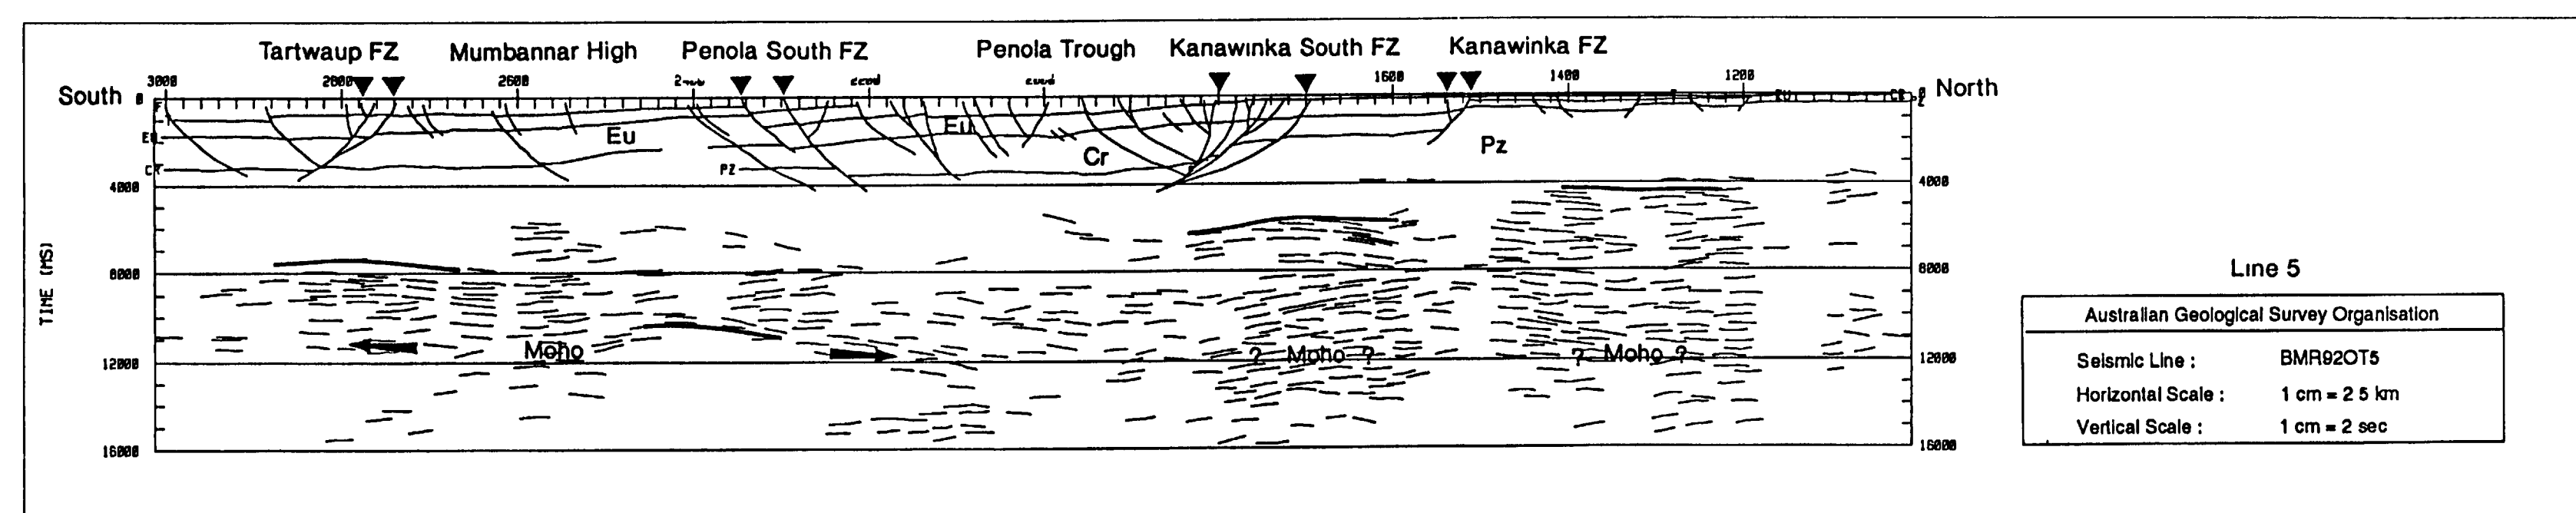 Tartwaup FZ Mumbannar High Penola South FZ Penola Trough Kanawinka South FZ Kanawinka FZ
3000 2800 2600 1600 1400 1200
South 0 0 North
Eu Eu Eu Cr Pz
PZ
4000 4000
TIME (MS)
8000 8000
Moho ? Moho ? ? Moho ?
12000 12000
16000 16000
Line 5
Australian Geological Survey Organisation
Seismic Line : BMR92OT5
Horizontal Scale : 1 cm = 2 5 km
Vertical Scale : 1 cm = 2 sec